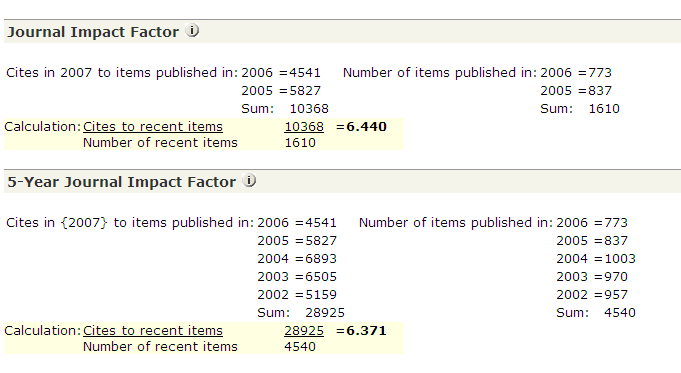 Journal Impact Factor i
Cites in 2007 to items published in: 2006 =4541 Number of items published in: 2006 =773
2005 =5827 2005 =837
Sum: 10368 Sum: 1610
Calculation: Cites to recent items 10368 =6.440
Number of recent items 1610
5-Year Journal Impact Factor i
Cites in {2007} to items published in: 2006 =4541 Number of items published in: 2006 =773
2005 =5827 2005 =837
2004 =6893 2004 =1003
2003 =6505 2003 =970
2002 =5159 2002 =957
Sum: 28925 Sum: 4540
Calculation: Cites to recent items 28925 =6.371
Number of recent items 4540